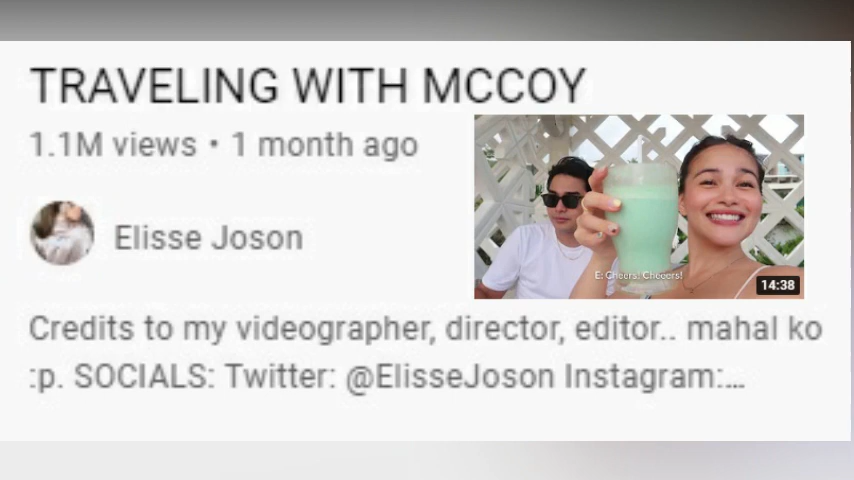 TRAVELING WITH MCCOY
1.1M views • 1 month ago
E: Cheers! Cheeers!
14:38
Elisse Joson
Credits to my videographer, director, editor.. mahal ko
:p. SOCIALS: Twitter: @ElisseJoson Instagram:...